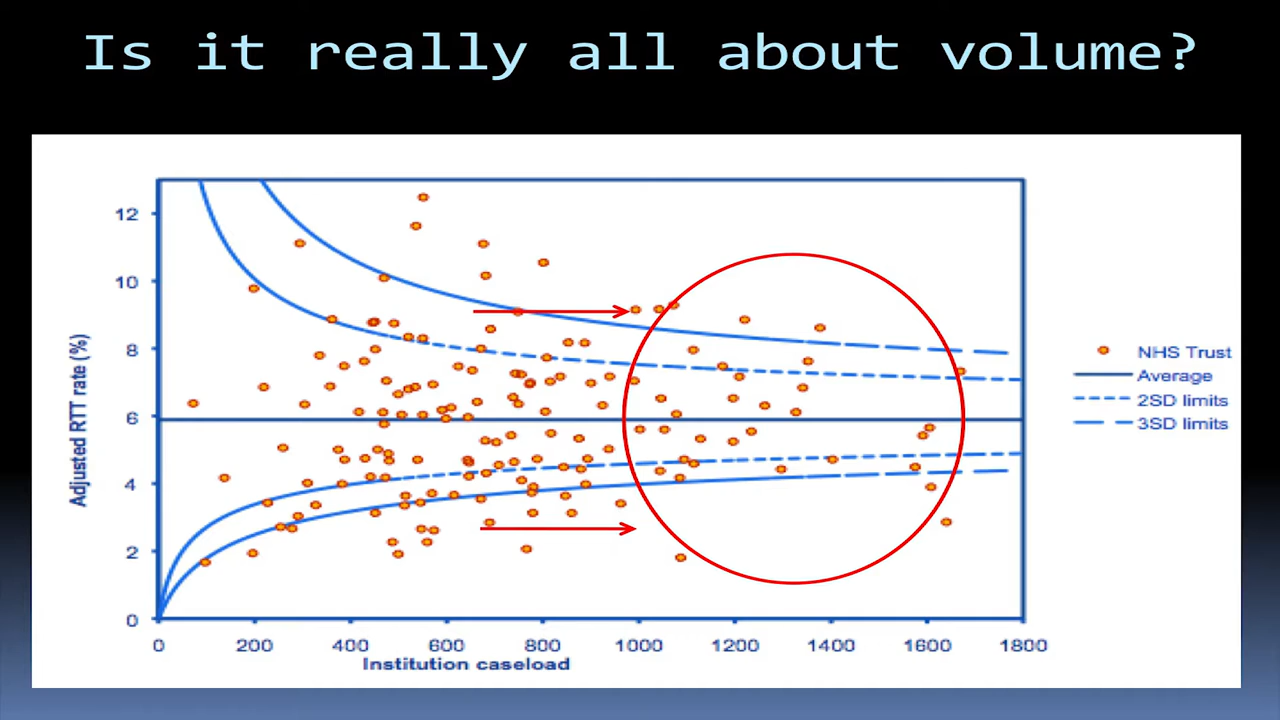 Is it really all about volume?
12
10
8
6
4
2
0
Adjusted RTT rate (%)
0 200 400 600 800 1000 1200 1400 1600 1800
Institution caseload
NHS Trust
Average
2SD limits
3SD limits